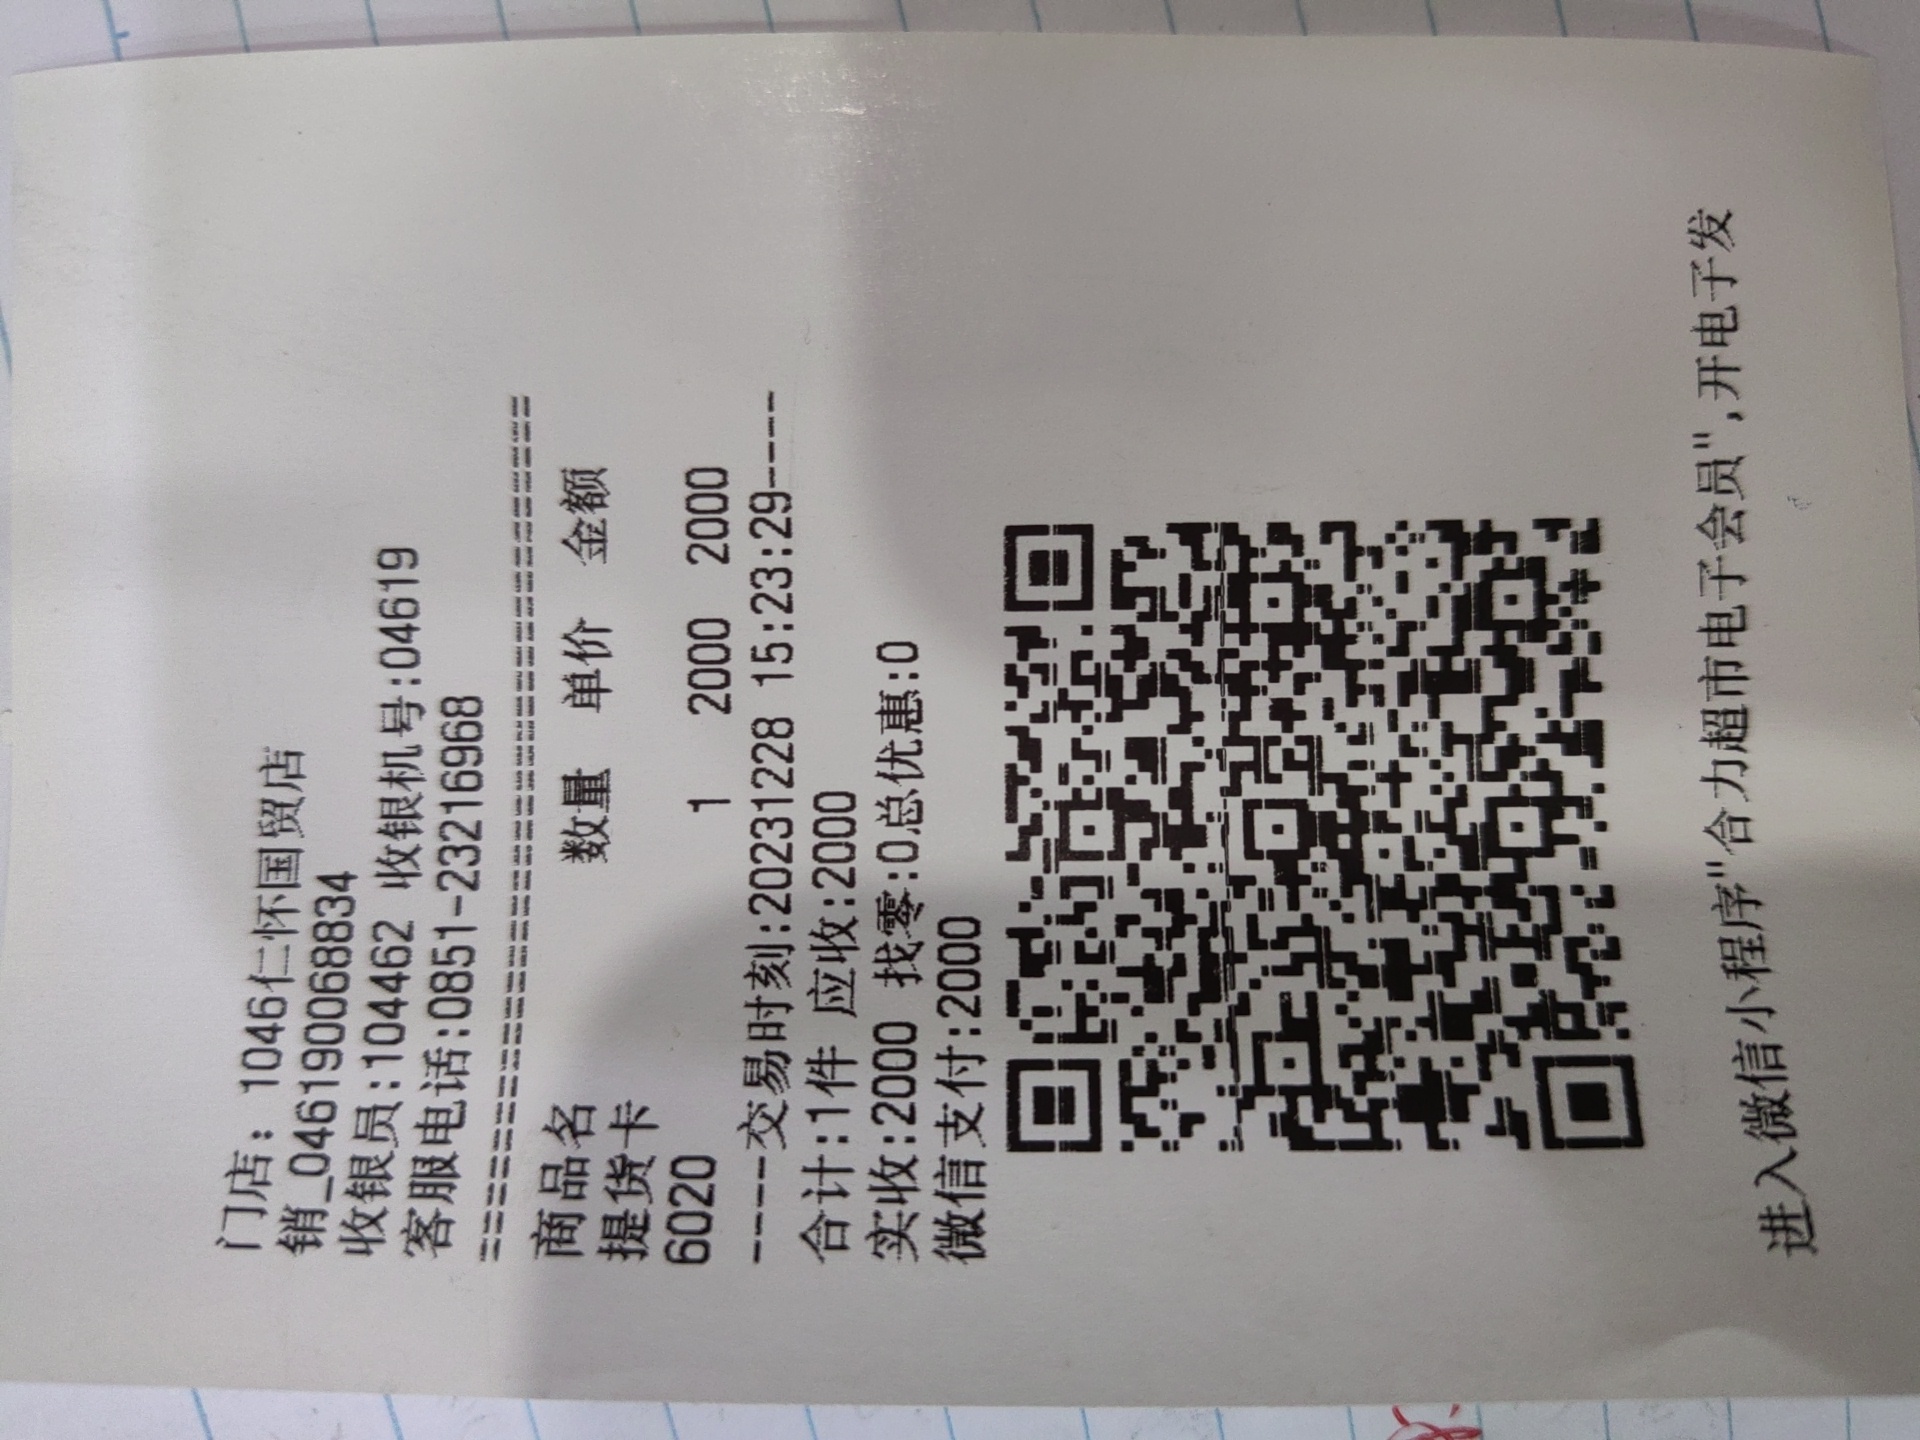 门店: 1046仁怀国贸店
销_0461900068834
收银员:104462 收银机号:04619
客服电话:0851-23216968
================================
商品名 数量 单价 金额
提货卡
6020 1 2000 2000
----交易时刻:20231228 15:23:29----
合计:1件 应收:2000
实收:2000 找零:0总优惠:0
微信支付:2000
进入微信小程序"合力超市电子会员",开电子发